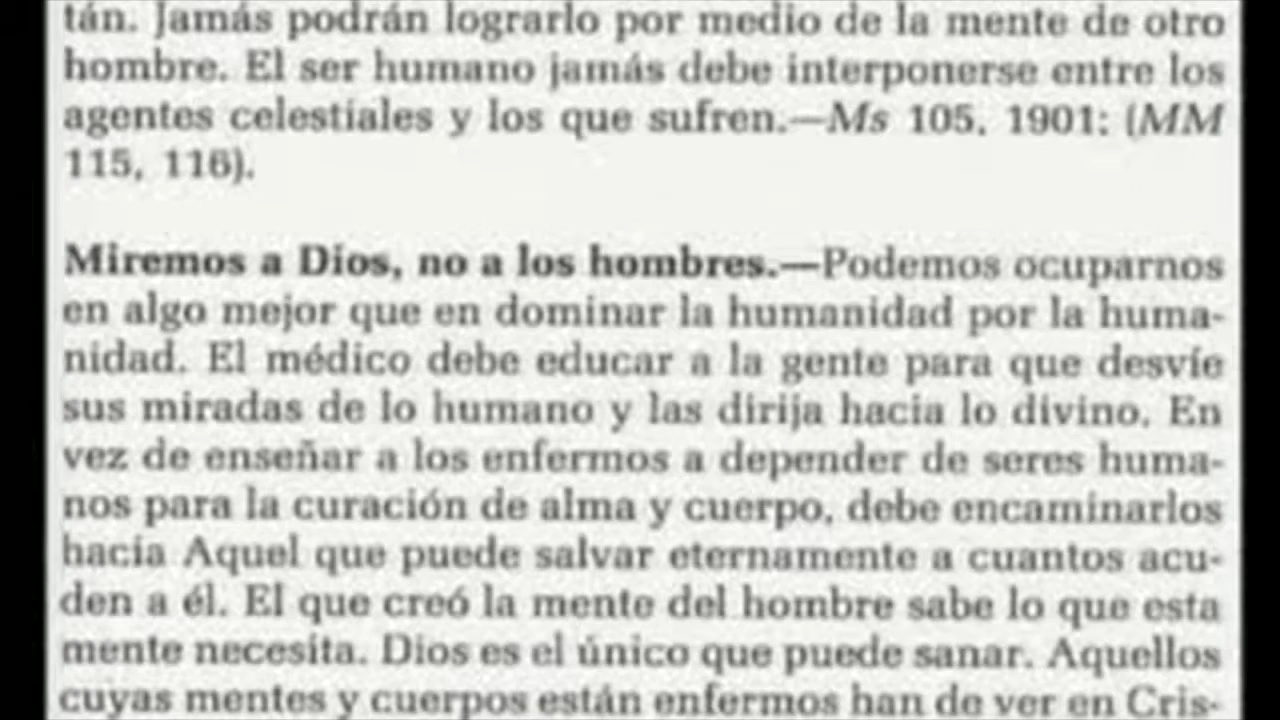 tán. Jamás podrán lograrlo por medio de la mente de otro
hombre. El ser humano jamás debe interponerse entre los
agentes celestiales y los que sufren.—Ms 105, 1901: (MM
115, 116).
Miremos a Dios, no a los hombres.—Podemos ocuparnos
en algo mejor que en dominar la humanidad por la huma-
nidad. El médico debe educar a la gente para que desvíe
sus miradas de lo humano y las dirija hacia lo divino. En
vez de enseñar a los enfermos a depender de seres huma-
nos para la curación de alma y cuerpo, debe encaminarlos
hacia Aquel que puede salvar eternamente a cuantos acu-
den a él. El que creó la mente del hombre sabe lo que esta
mente necesita. Dios es el único que puede sanar. Aquellos
cuyas mentes y cuerpos están enfermos han de ver en Cris-